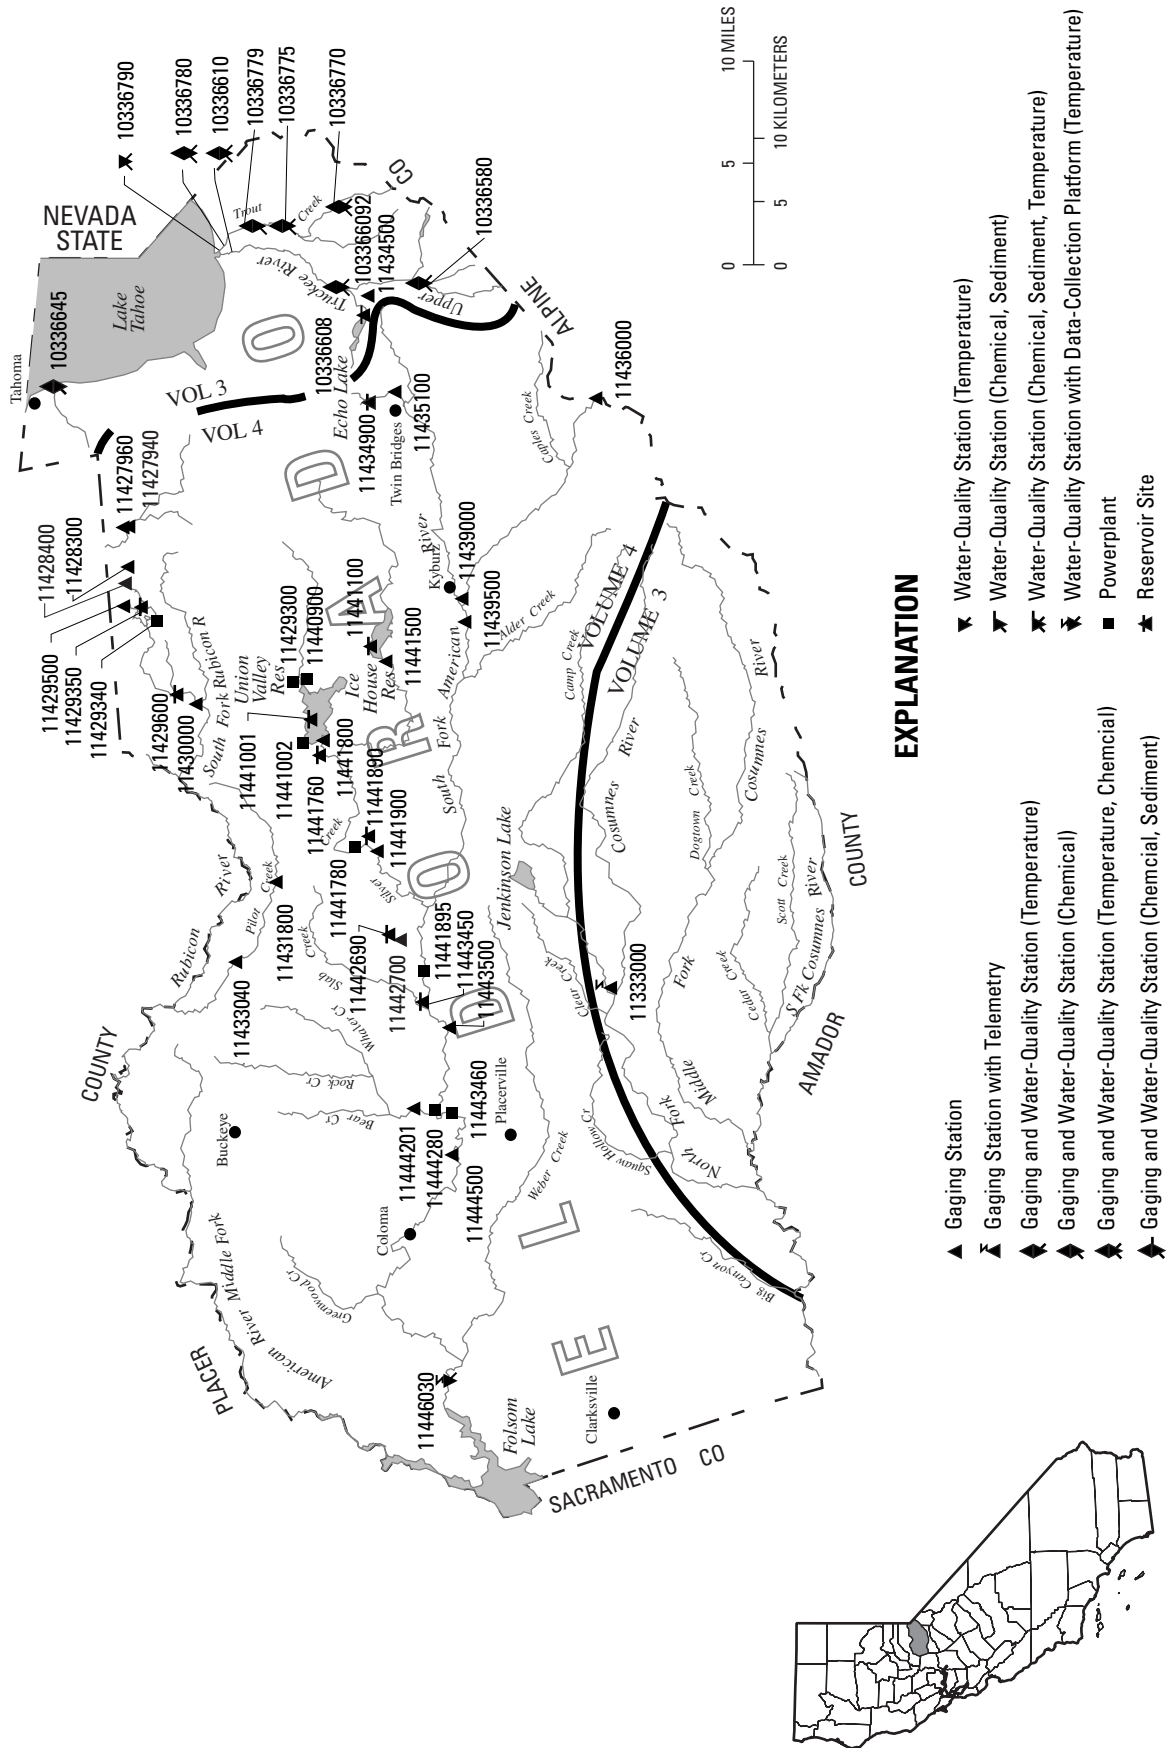 Tahoma
10336645
NEVADA
STATE
Lake
Tahoe
10336790
10336780
10336610
10336779
10336775
10336770
Trout
Creek
CO
103366092
11434500
10336580
Upper
Truckee River
ALPINE
VOL 3
VOL 4
10336608
Echo Lake
11434900
Twin Bridges
11435100
Caples Creek
11436000
11427960
11427940
11428400
11428300
11429500
11429350
11429340
11429600
11430000
South Fork Rubicon R
Union
Valley
Res
11429300
11440900
11441001
11441002
Ice
House
Res
11441100
11441500
11441760
11441800
11441890
11441900
11441780
Silver
Creek
Kyburz
11439000
11439500
South Fork American River
Alder Creek
Camp Creek
VOLUME 4
VOLUME 3
Rubicon River
Pilot Creek
11431800
11433040
Slab Creek
Whaler Cr
Rock Cr
Bear Cr
11442690
11442700
11441895
11443450
11443500
Jenkinson Lake
Clear Creek
11333000
Cosumnes River
Dogtown Creek
Middle Fork Cosumnes River
Scott Creek
Cedar Creek
S Fk Cosumnes River
COUNTY
AMADOR
COUNTY
PLACER
Buckeye
Middle Fork
American River
11444201
11444280
11443460
11444500
Placerville
Coloma
Weber Creek
Greenwood Cr
Squaw Hollow Cr
North Fork
Big Canyon Cr
11446030
Folsom
Lake
Clarksville
SACRAMENTO CO
EL DORADO
0 5 10 MILES
0 5 10 KILOMETERS
EXPLANATION
Gaging Station
Gaging Station with Telemetry
Gaging and Water-Quality Station (Temperature)
Gaging and Water-Quality Station (Chemical)
Gaging and Water-Quality Station (Temperature, Chemcial)
Gaging and Water-Quality Station (Chemcial, Sediment)
Water-Quality Station (Temperature)
Water-Quality Station (Chemical, Sediment)
Water-Quality Station (Chemical, Sediment, Temperature)
Water-Quality Station with Data-Collection Platform (Temperature)
Powerplant
Reservoir Site